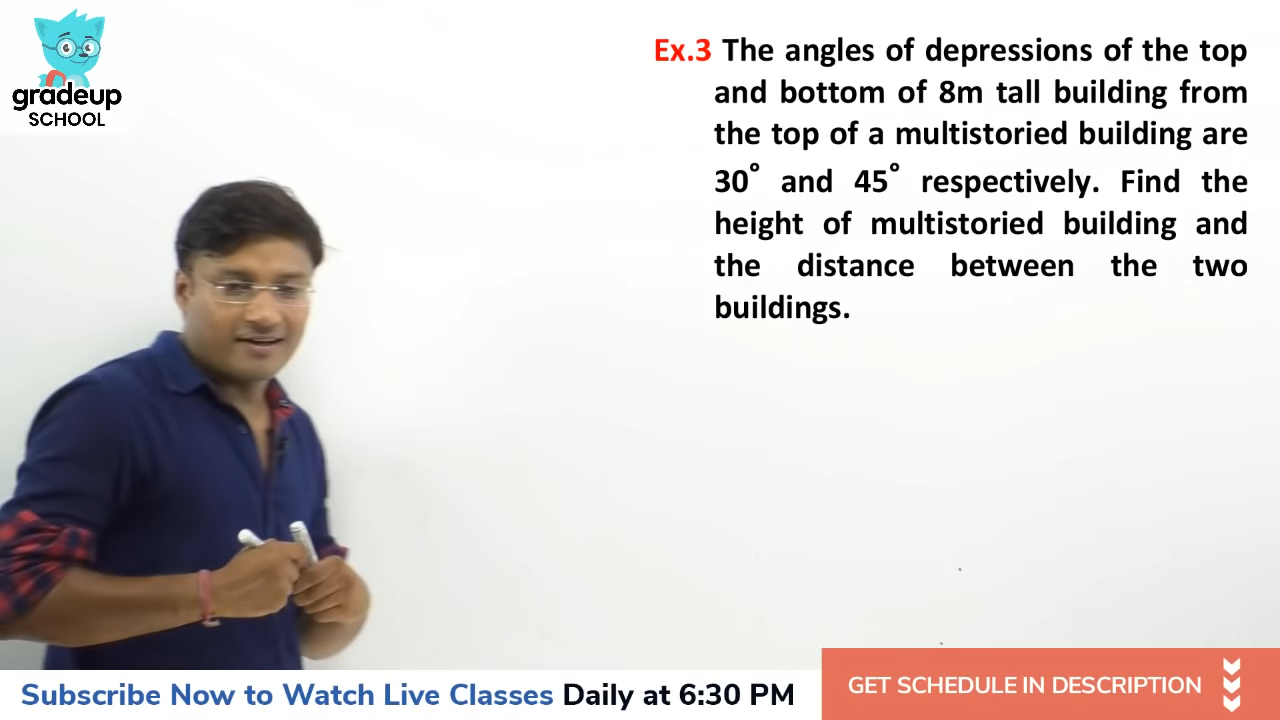 gradeup
SCHOOL
Ex.3 The angles of depressions of the top
and bottom of 8m tall building from
the top of a multistoried building are
30° and 45° respectively. Find the
height of multistoried building and
the distance between the two
buildings.
Subscribe Now to Watch Live Classes Daily at 6:30 PM
GET SCHEDULE IN DESCRIPTION